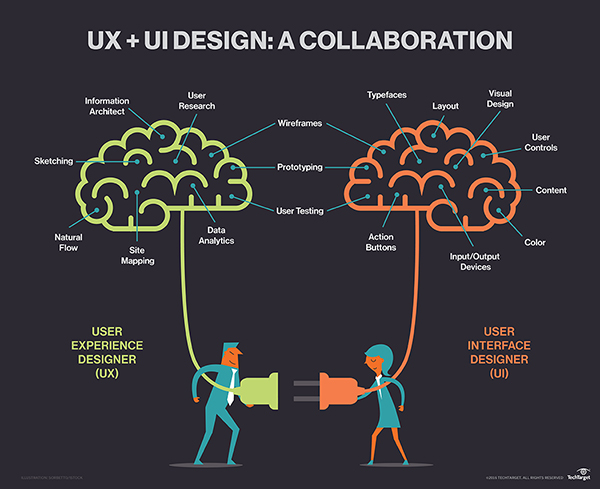 UX + UI DESIGN: A COLLABORATION
Information
Architect
User
Research
Sketching
Natural
Flow
Site
Mapping
Data
Analytics
Wireframes
Prototyping
User Testing
Typefaces
Layout
Visual
Design
User
Controls
Content
Color
Input/Output
Devices
Action
Buttons
USER
EXPERIENCE
DESIGNER
(UX)
USER
INTERFACE
DESIGNER
(UI)
ALL RIGHTS RESERVED
TechTarget